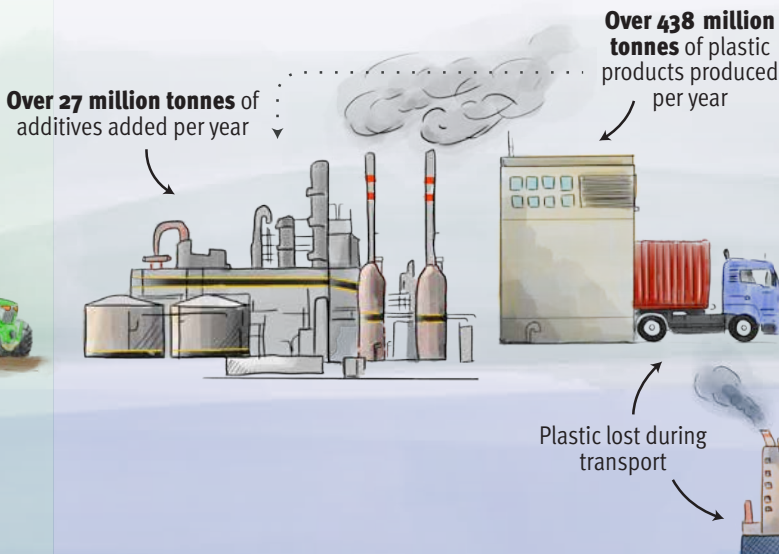 Over 27 million tonnes of
additives added per year
Over 438 million
tonnes of plastic
products produced
per year
Plastic lost during
transport